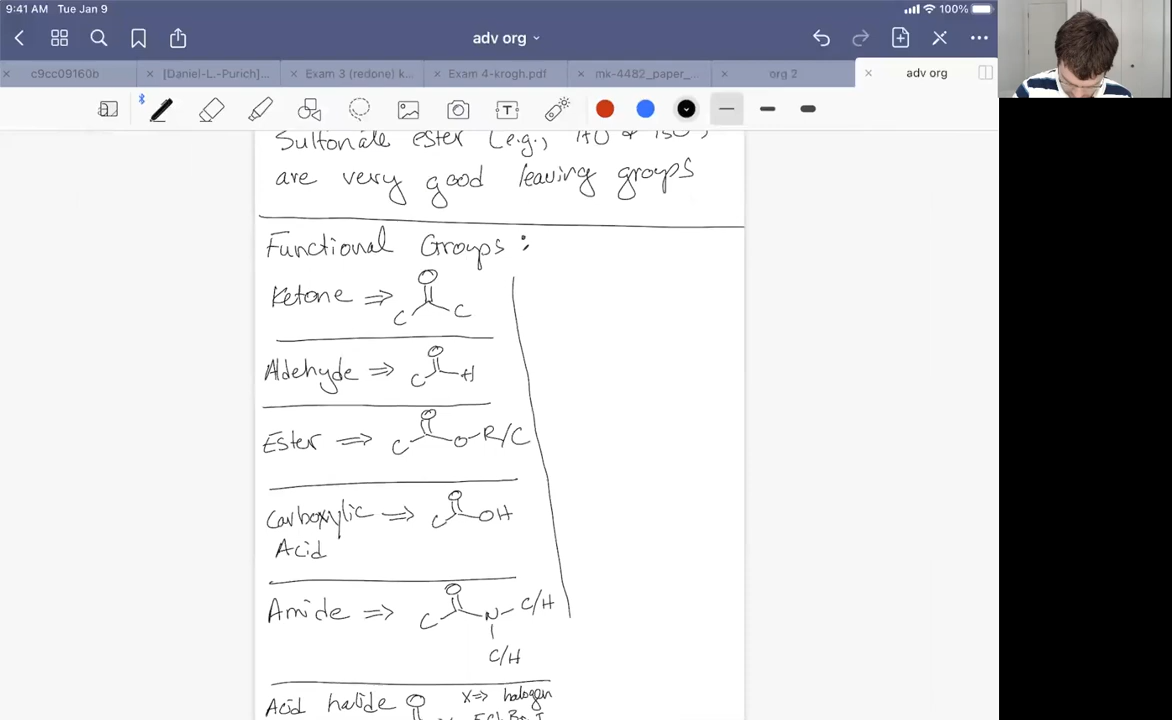 9:41 AM Tue Jan 9
100%
adv org
c9cc09160b
[Daniel-L.-Purich]...
Exam 3 (redone) k...
Exam 4-krogh.pdf
mk-4482_paper_...
org 2
adv org
T
Sulfonate ester (e.g.,
are very good leaving groups
Functional Groups :
Ketone ⇒ O C C
Aldehyde ⇒ O C H
Ester ⇒ O C O-R/C
Carboxylic ⇒ O C OH
Acid
Amide ⇒ O C N C/H
C/H
Acid halide O X⇒ halogen
F, Cl, Br, I